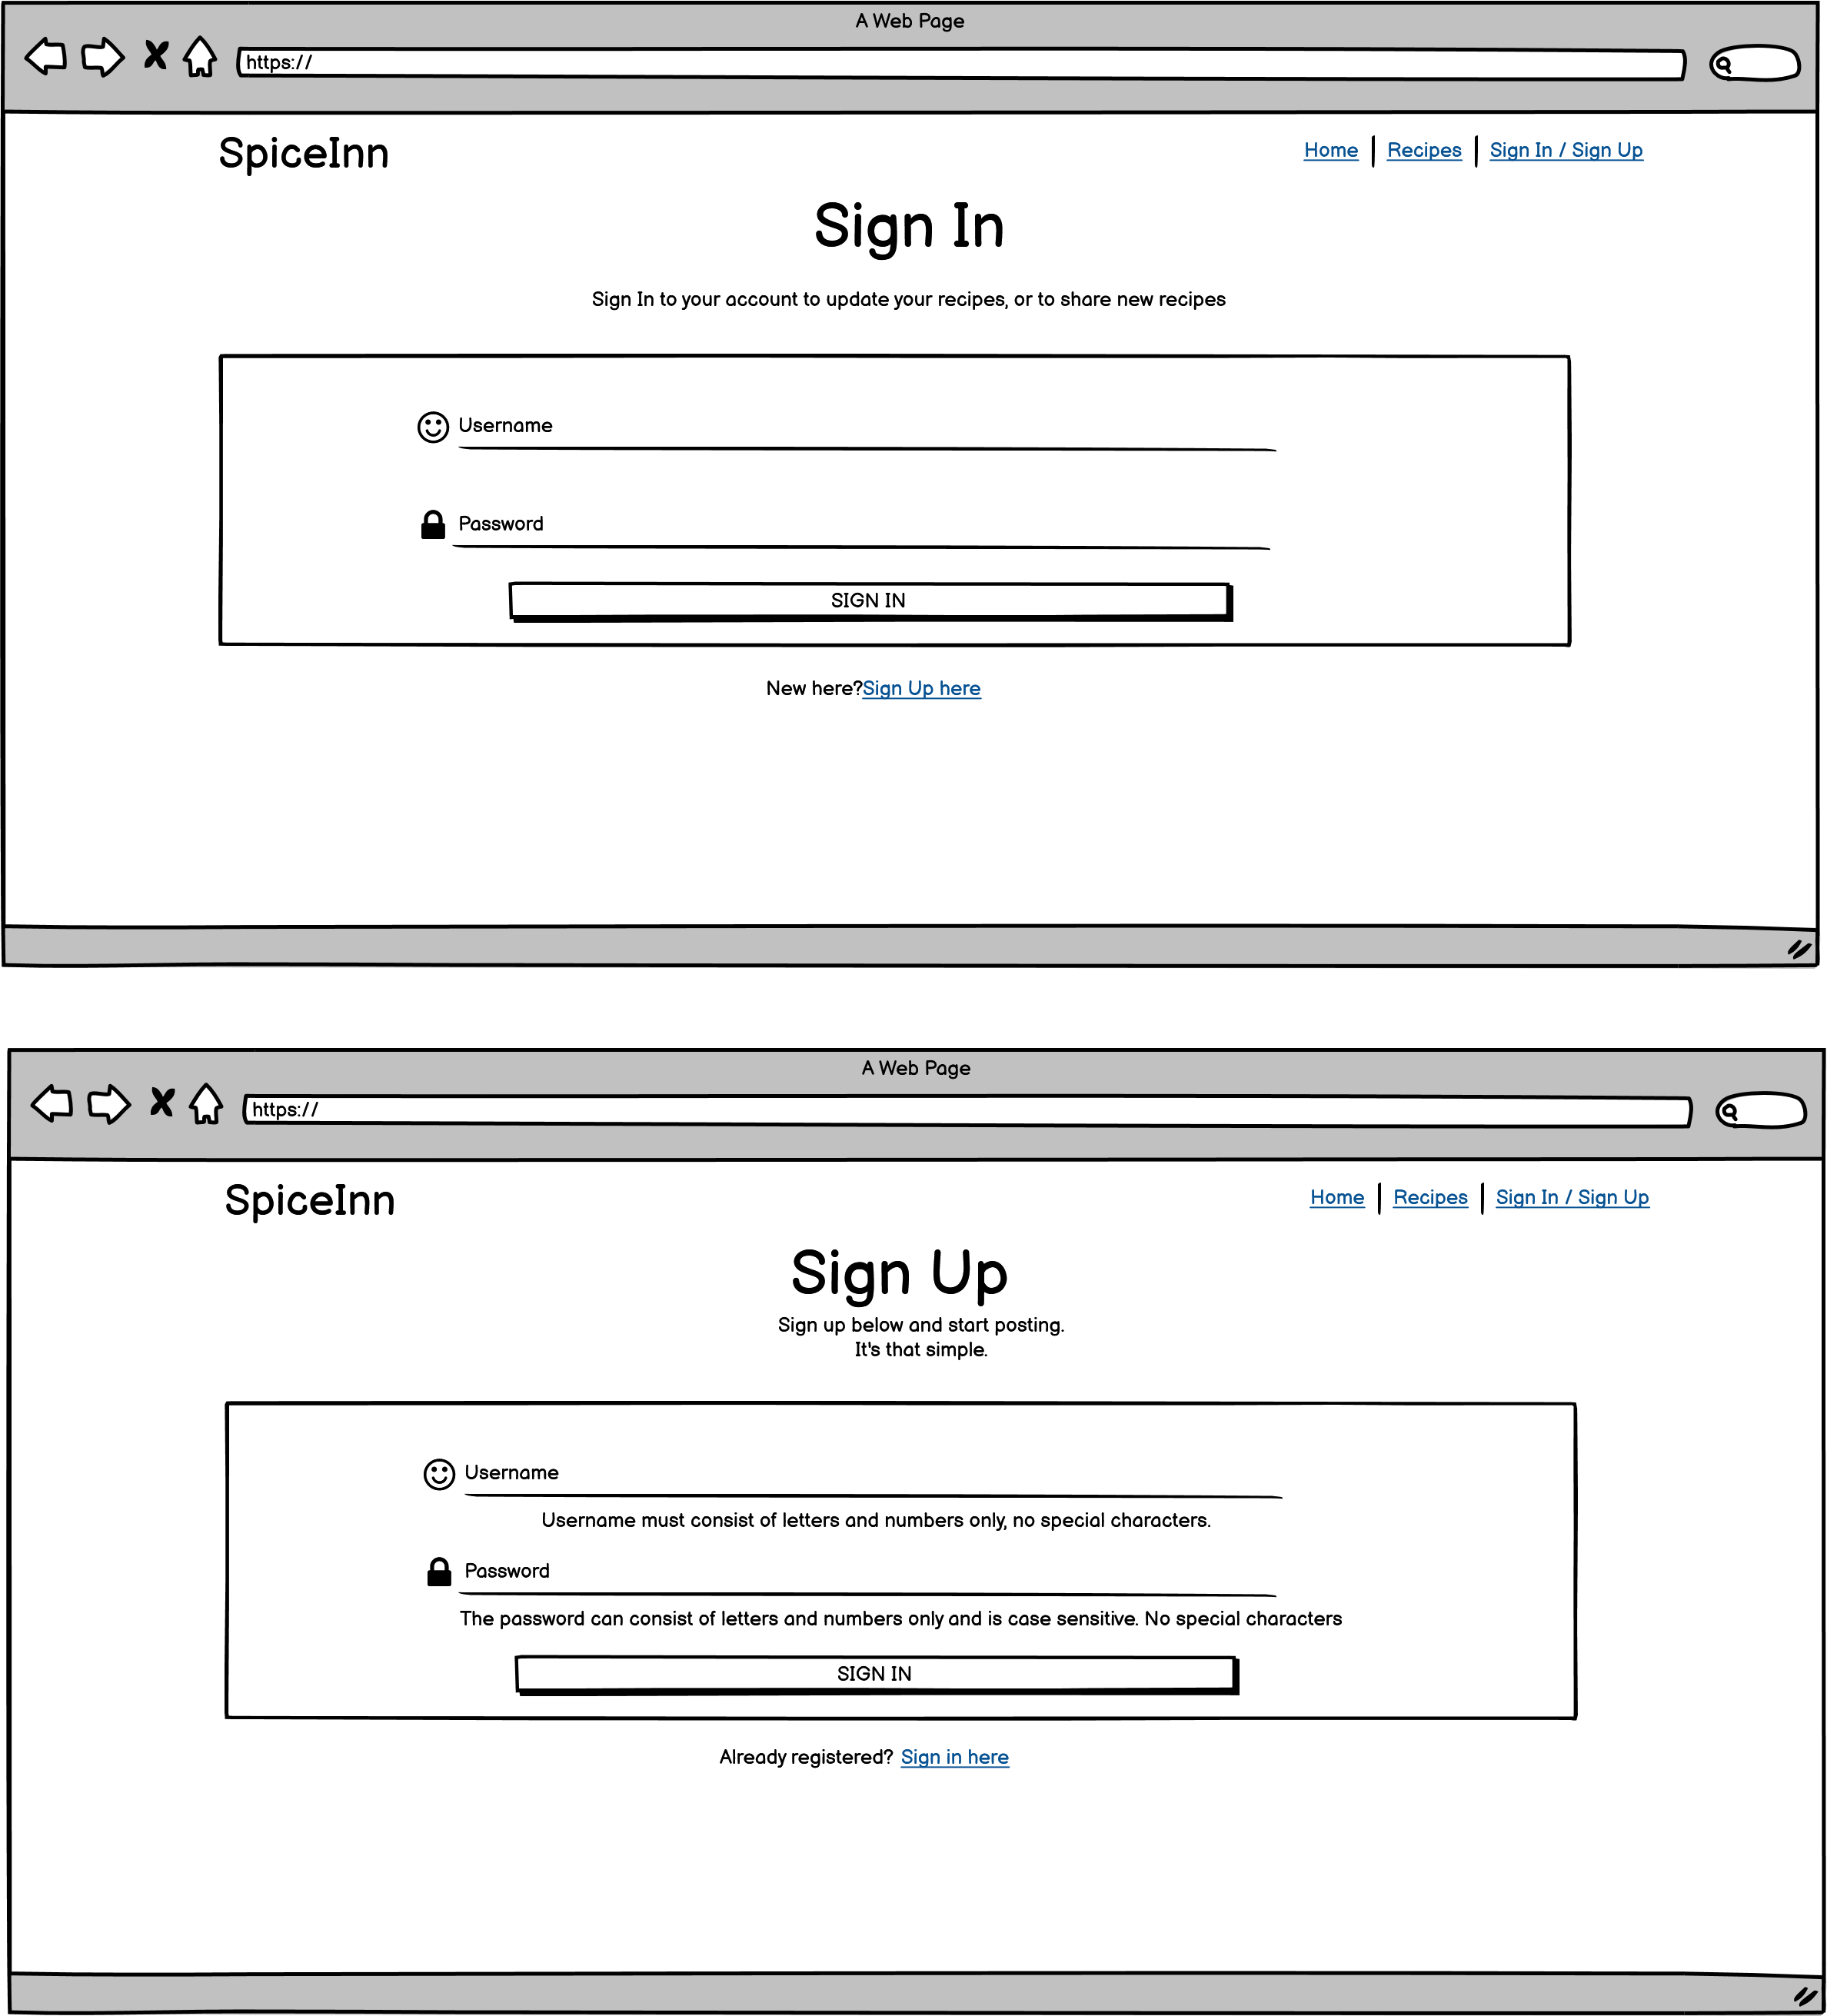 A Web Page
https://
SpiceInn
Home | Recipes | Sign In / Sign Up
Sign In
Sign In to your account to update your recipes, or to share new recipes
Username
Password
SIGN IN
New here?Sign Up here
A Web Page
https://
SpiceInn
Home | Recipes | Sign In / Sign Up
Sign Up
Sign up below and start posting.
It's that simple.
Username
Username must consist of letters and numbers only, no special characters.
Password
The password can consist of letters and numbers only and is case sensitive. No special characters
SIGN IN
Already registered? Sign in here